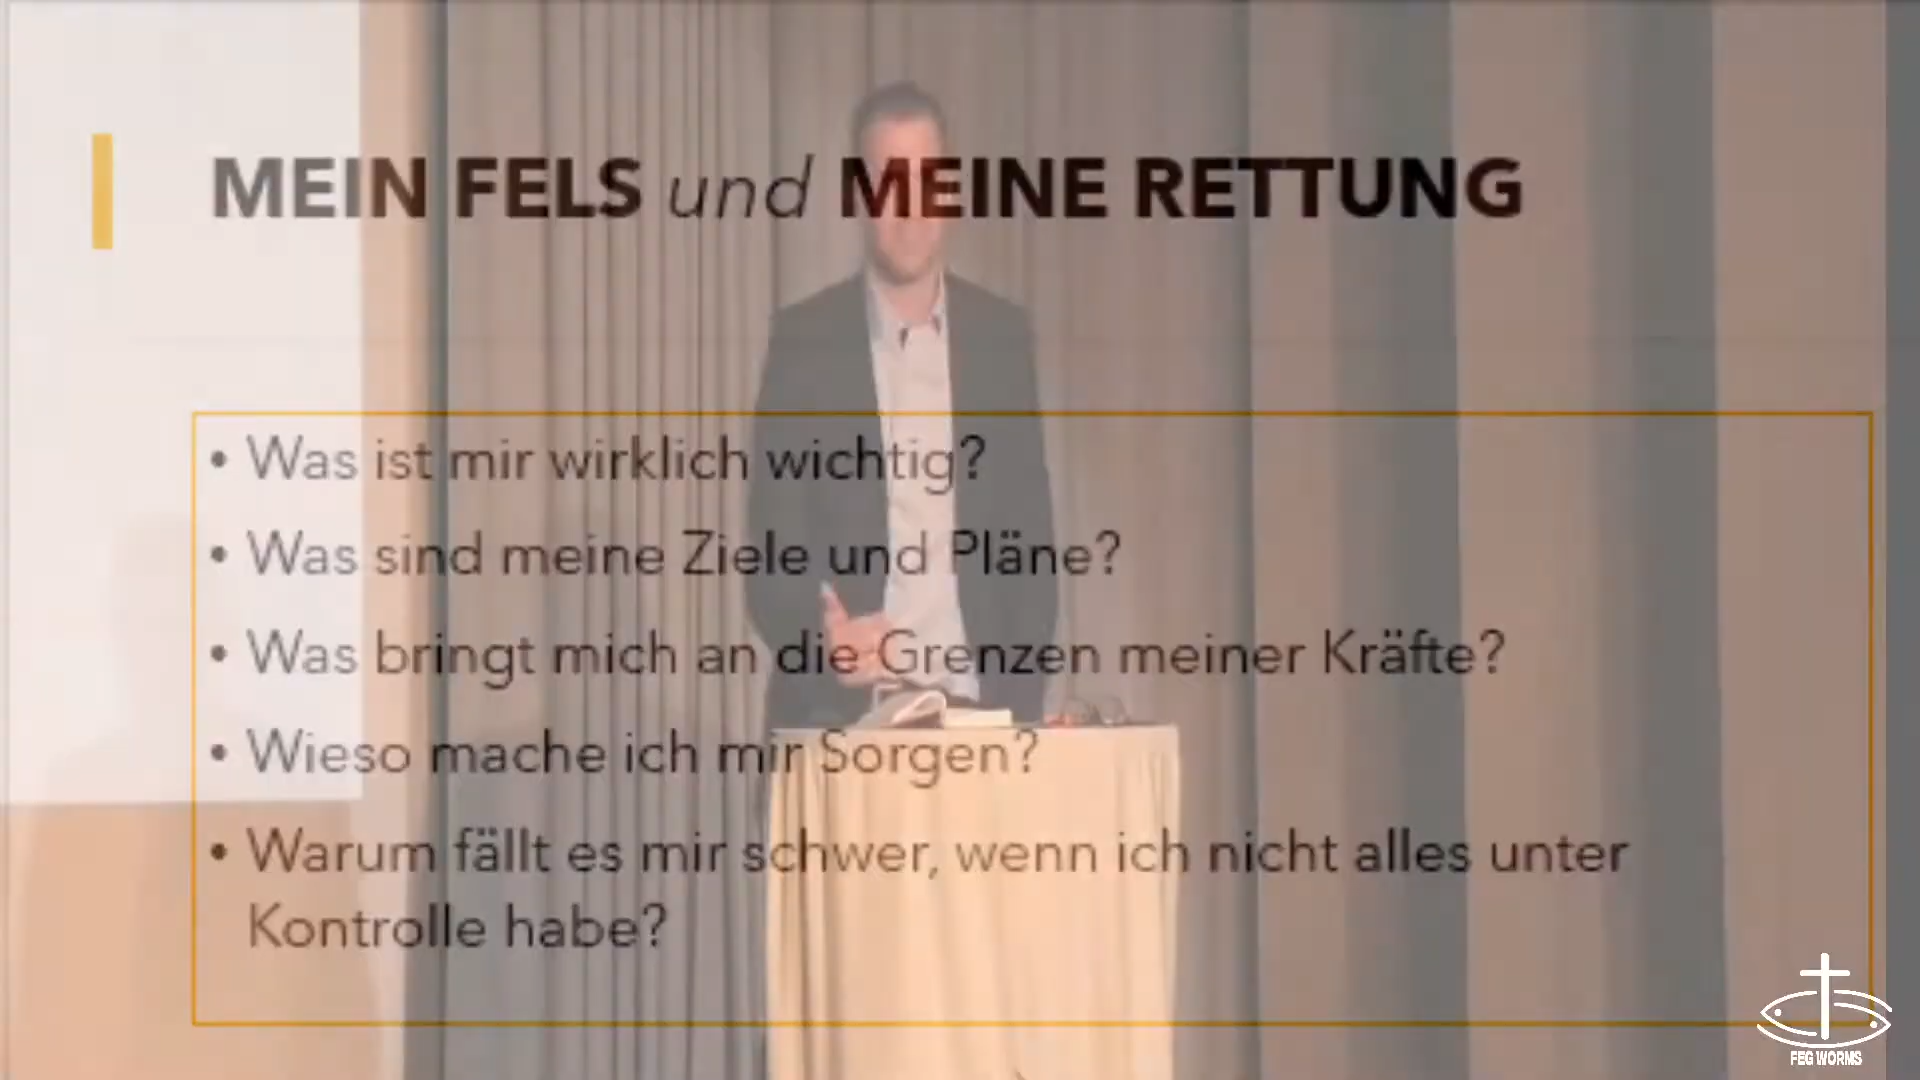 MEIN FELS und MEINE RETTUNG
• Was ist mir wirklich wichtig?
• Was sind meine Ziele und Pläne?
• Was bringt mich an die Grenzen meiner Kräfte?
• Wieso mache ich mir Sorgen?
• Warum fällt es mir schwer, wenn ich nicht alles unter
Kontrolle habe?
FEG WORMS